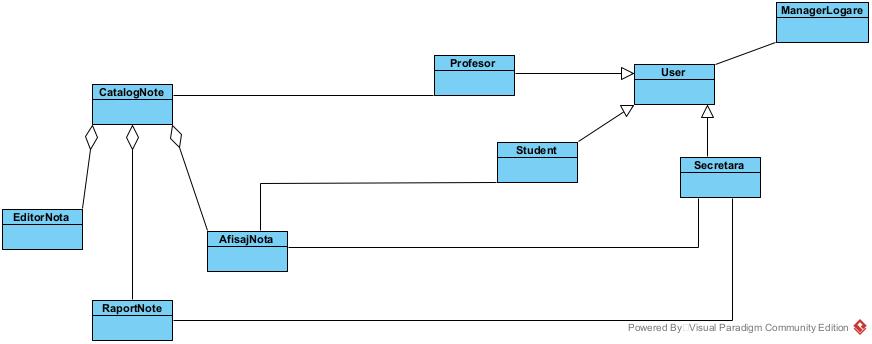 ManagerLogare
Profesor
User
CatalogNote
Student
Secretara
EditorNota
AfisajNota
RaportNote
Powered By Visual Paradigm Community Edition